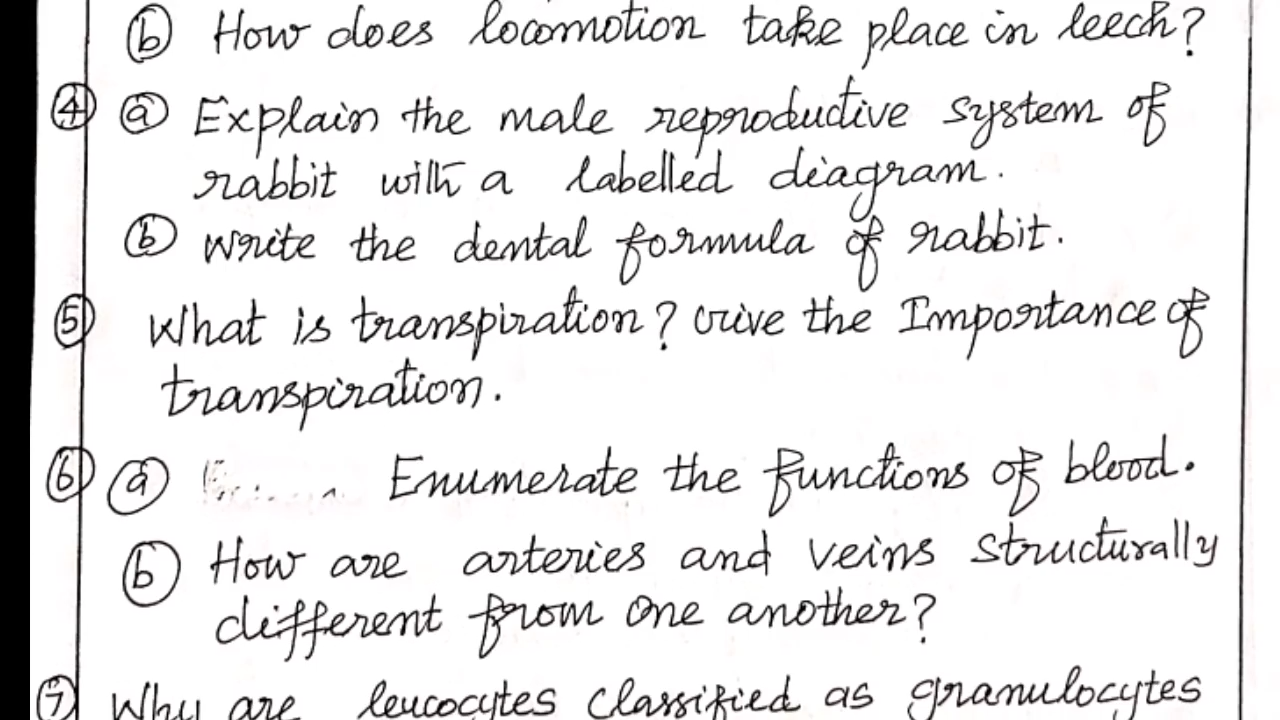 ⓑ How does locomotion take place in leech?
④ ⓐ Explain the male reproductive system of
rabbit with a labelled diagram.
ⓑ Write the dental formula of rabbit.
⑤ What is transpiration? Give the Importance of
transpiration.
⑥ ⓐ Enumerate the functions of blood.
ⓑ How are arteries and veins structurally
different from one another?
⑦ Why are leucocytes classified as granulocytes